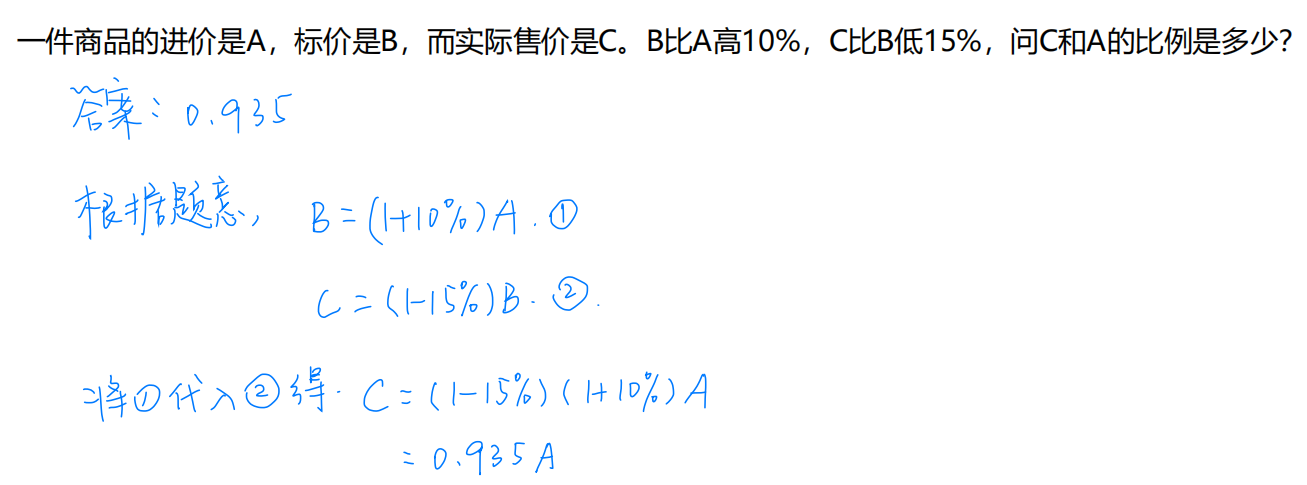 一件商品的进价是A，标价是B，而实际售价是C。B比A高10%，C比B低15%，问C和A的比例是多少？
答案：0.935
根据题意， B=(1+10%)A. ①
C=(1-15%)B. ②.
将①代入②得. C=(1-15%)(1+10%)A
=0.935A